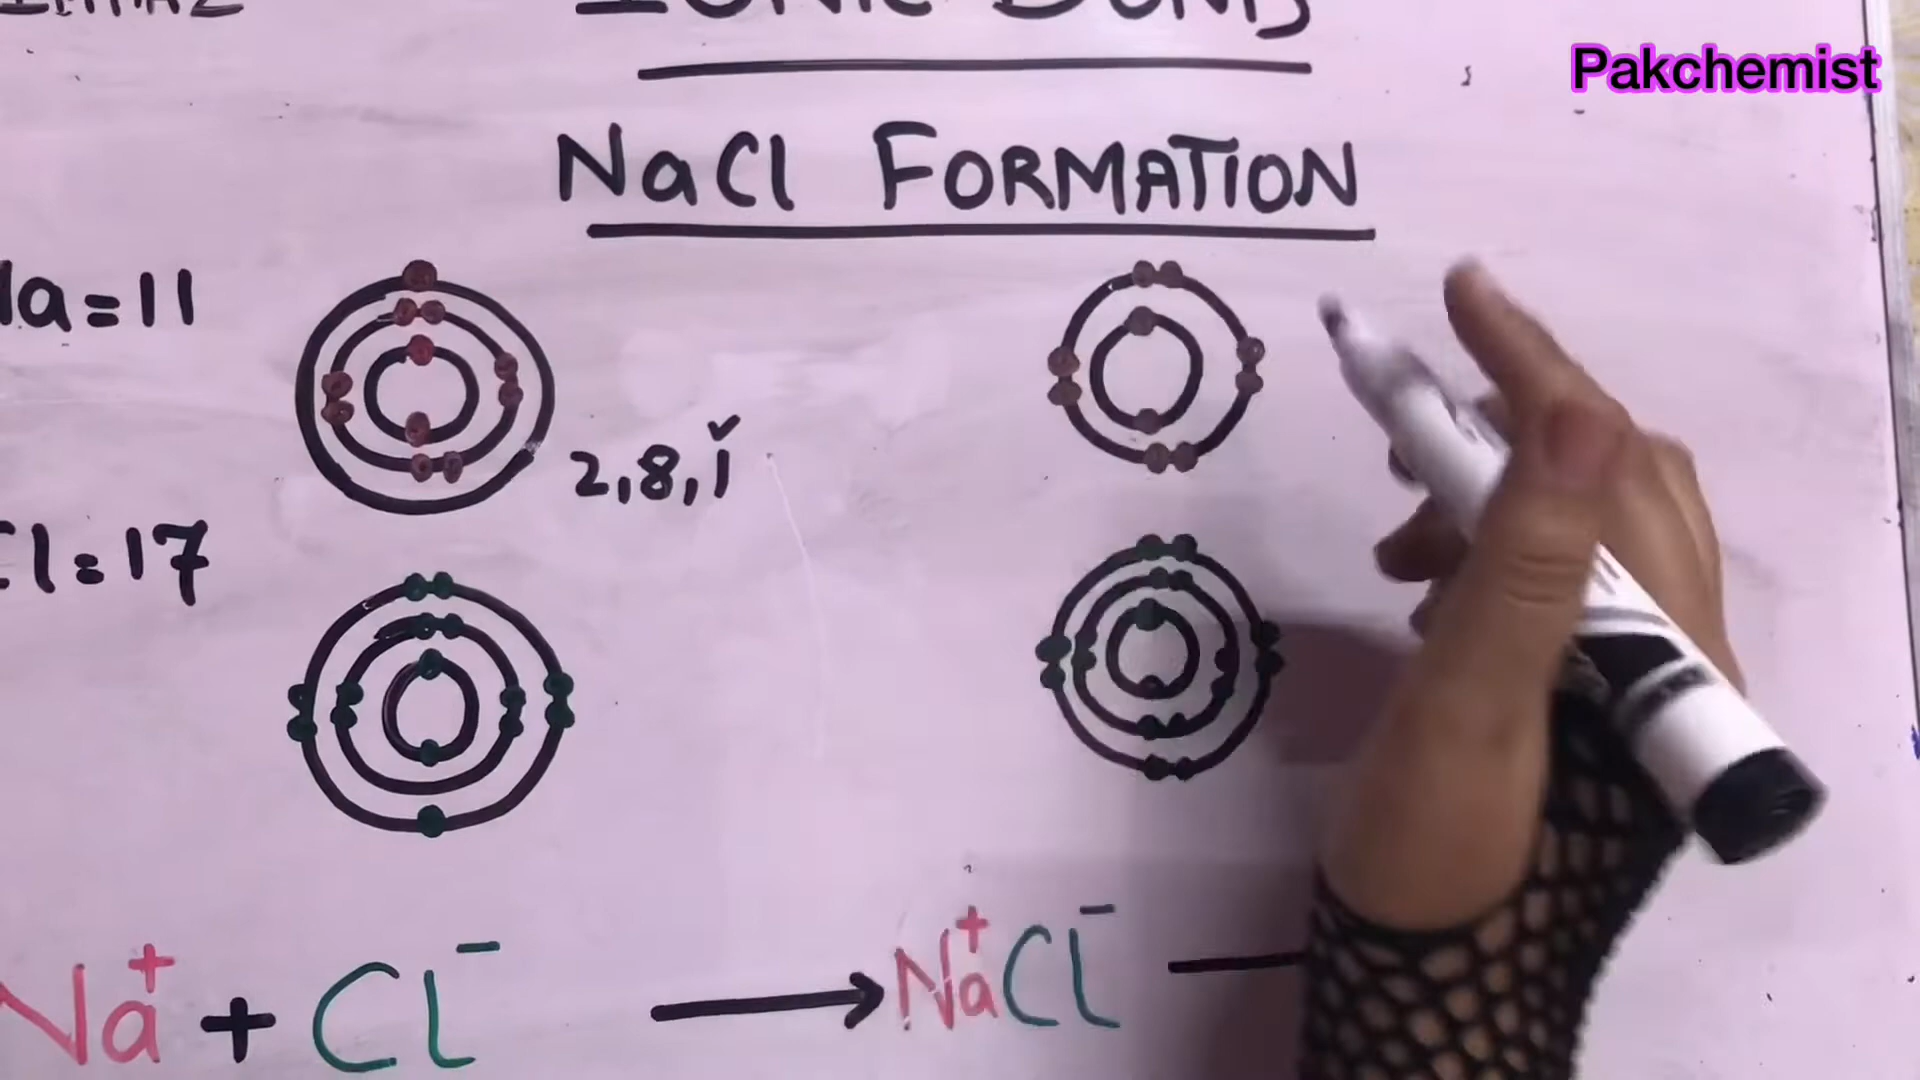 Pakchemist
NaCl FORMATION
a=11
2,8,1
l=17
Na⁺ + Cl⁻ → Na⁺Cl⁻